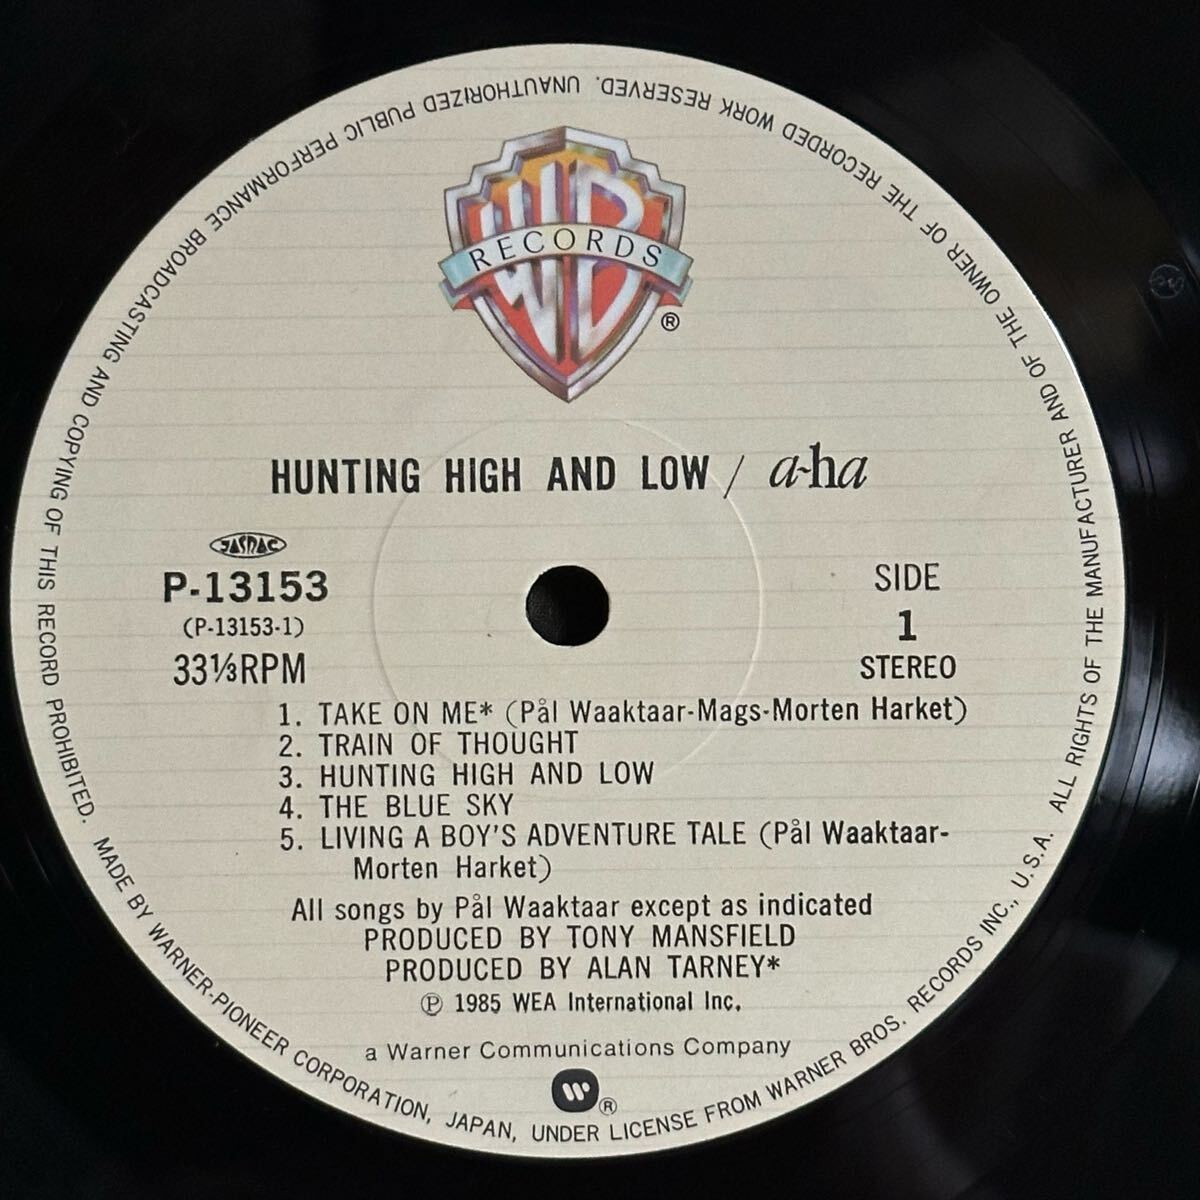 WB
RECORDS
®
HUNTING HIGH AND LOW / a-ha
JASRAC
P-13153
(P-13153-1)
33⅓RPM
SIDE
1
STEREO
1. TAKE ON ME* (Pål Waaktaar-Mags-Morten Harket)
2. TRAIN OF THOUGHT
3. HUNTING HIGH AND LOW
4. THE BLUE SKY
5. LIVING A BOY'S ADVENTURE TALE (Pål Waaktaar-
Morten Harket)
All songs by Pål Waaktaar except as indicated
PRODUCED BY TONY MANSFIELD
PRODUCED BY ALAN TARNEY*
℗ 1985 WEA International Inc.
a Warner Communications Company
W®
MADE BY WARNER-PIONEER CORPORATION, JAPAN, UNDER LICENSE FROM WARNER BROS. RECORDS INC., U.S.A. ALL RIGHTS OF THE MANUFACTURER AND OF THE OWNER OF THE RECORDED WORK RESERVED. UNAUTHORIZED PUBLIC PERFORMANCE BROADCASTING AND COPYING OF THIS RECORD PROHIBITED.